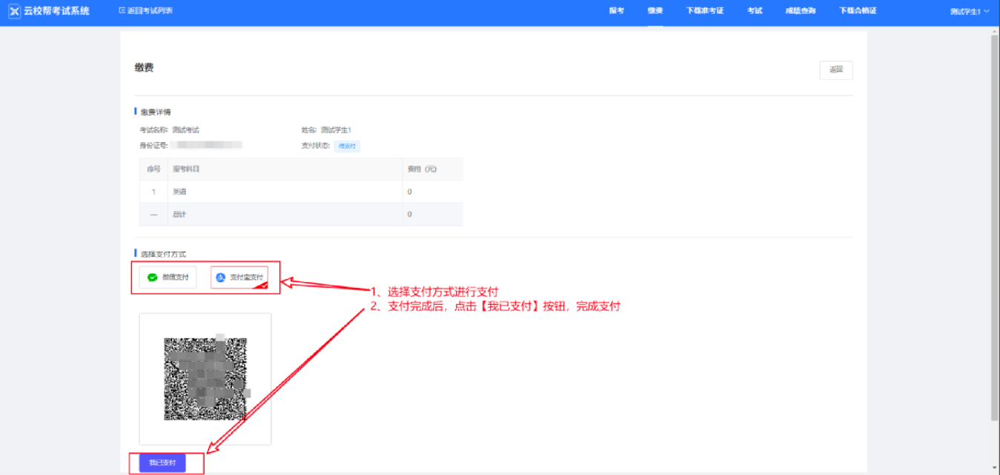 云校帮考试系统 返回考试列表 报考 缴费 下载准考证 考试 成绩查询 下载合格证 测试学生1
缴费 返回
缴费详情
考试名称: 测试考试 姓名: 测试学生1
身份证号: 支付状态: 待支付
序号 报考科目 费用（元）
1 英语 0
— 总计 0
选择支付方式
微信支付 支付宝支付
1、选择支付方式进行支付
2、支付完成后，点击【我已支付】按钮，完成支付
我已支付